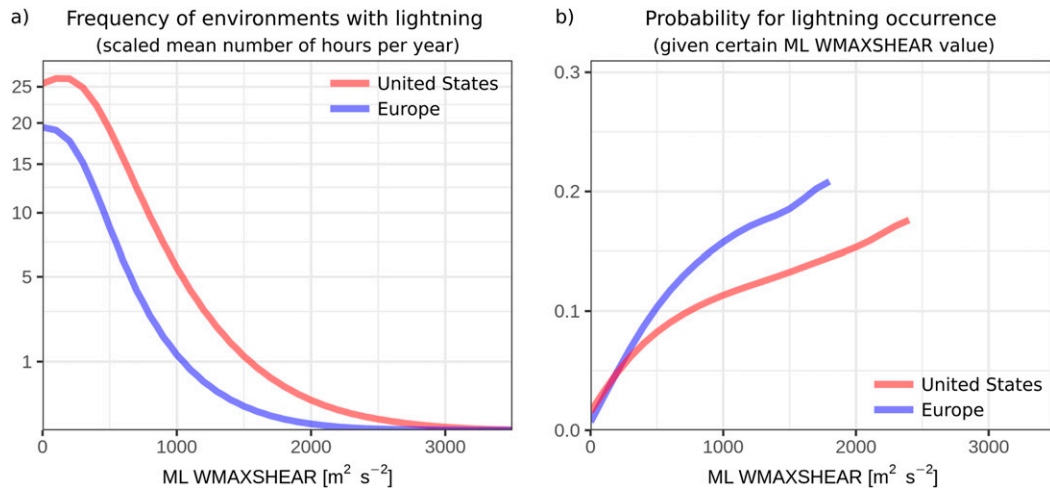 a) Frequency of environments with lightning
(scaled mean number of hours per year)
25
20
15
10
5
1
0 1000 2000 3000
ML WMAXSHEAR [m² s⁻²]
United States
Europe
b) Probability for lightning occurrence
(given certain ML WMAXSHEAR value)
0.3
0.2
0.1
0.0
0 1000 2000 3000
ML WMAXSHEAR [m² s⁻²]
United States
Europe